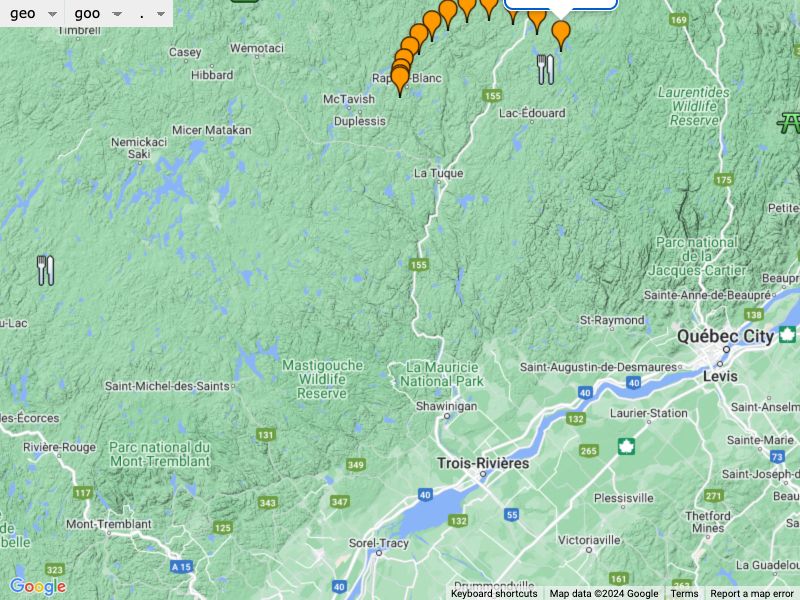 geo
goo
.
Timbrell
Casey
Wemotaci
Hibbard
169
McTavish
155
Duplessis
Lac-Édouard
Laurentides
Wildlife
Reserve
Micer Matakan
Nemickaci
Saki
La Tuque
175
Petite
155
Parc national
de la
Jacques-Cartier
Beaupr
Sainte-Anne-de-Beaupré
138
u-Lac
St-Raymond
Québec City
Levis
Mastigouche
Wildlife
Reserve
La Mauricie
National Park
Saint-Augustin-de-Desmaures
40
40
Saint-Michel-des-Saints
Shawinigan
132
Laurier-Station
Saint-Anselm
des-Écorces
131
Rivière-Rouge
Parc national du
Mont-Tremblant
349
Trois-Rivières
265
Sainte-Marie
73
Saint-Joseph-d
Beau
117
343
347
40
55
132
Plessisville
271
Thetford
Mines
Mont-Tremblant
125
Sorel-Tracy
Victoriaville
La Guadelou
de
belle
323
A 15
40
Drummondville
161
263
Google
Keyboard shortcuts
Map data ©2024 Google
Terms
Report a map error